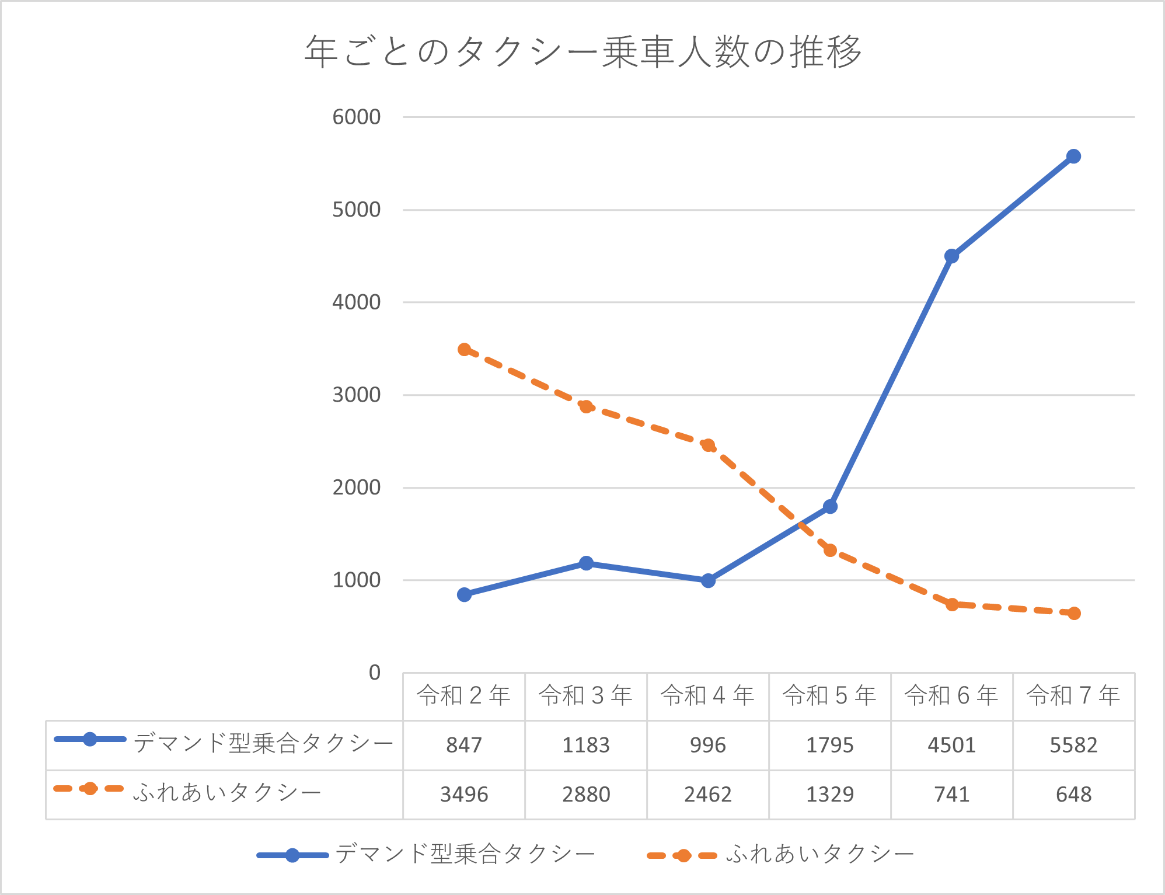 年ごとのタクシー乗車人数の推移
6000
5000
4000
3000
2000
1000
0
令和２年 令和３年 令和４年 令和５年 令和６年 令和７年
デマンド型乗合タクシー 847 1183 996 1795 4501 5582
ふれあいタクシー 3496 2880 2462 1329 741 648
デマンド型乗合タクシー ふれあいタクシー